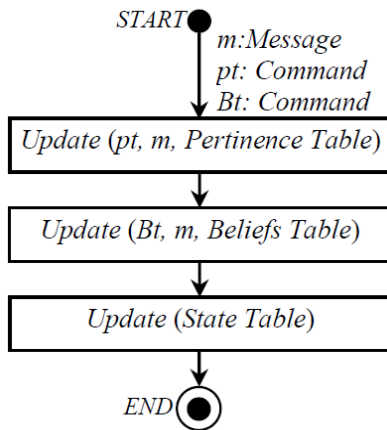 START
m:Message
pt: Command
Bt: Command
Update (pt, m, Pertinence Table)
Update (Bt, m, Beliefs Table)
Update (State Table)
END